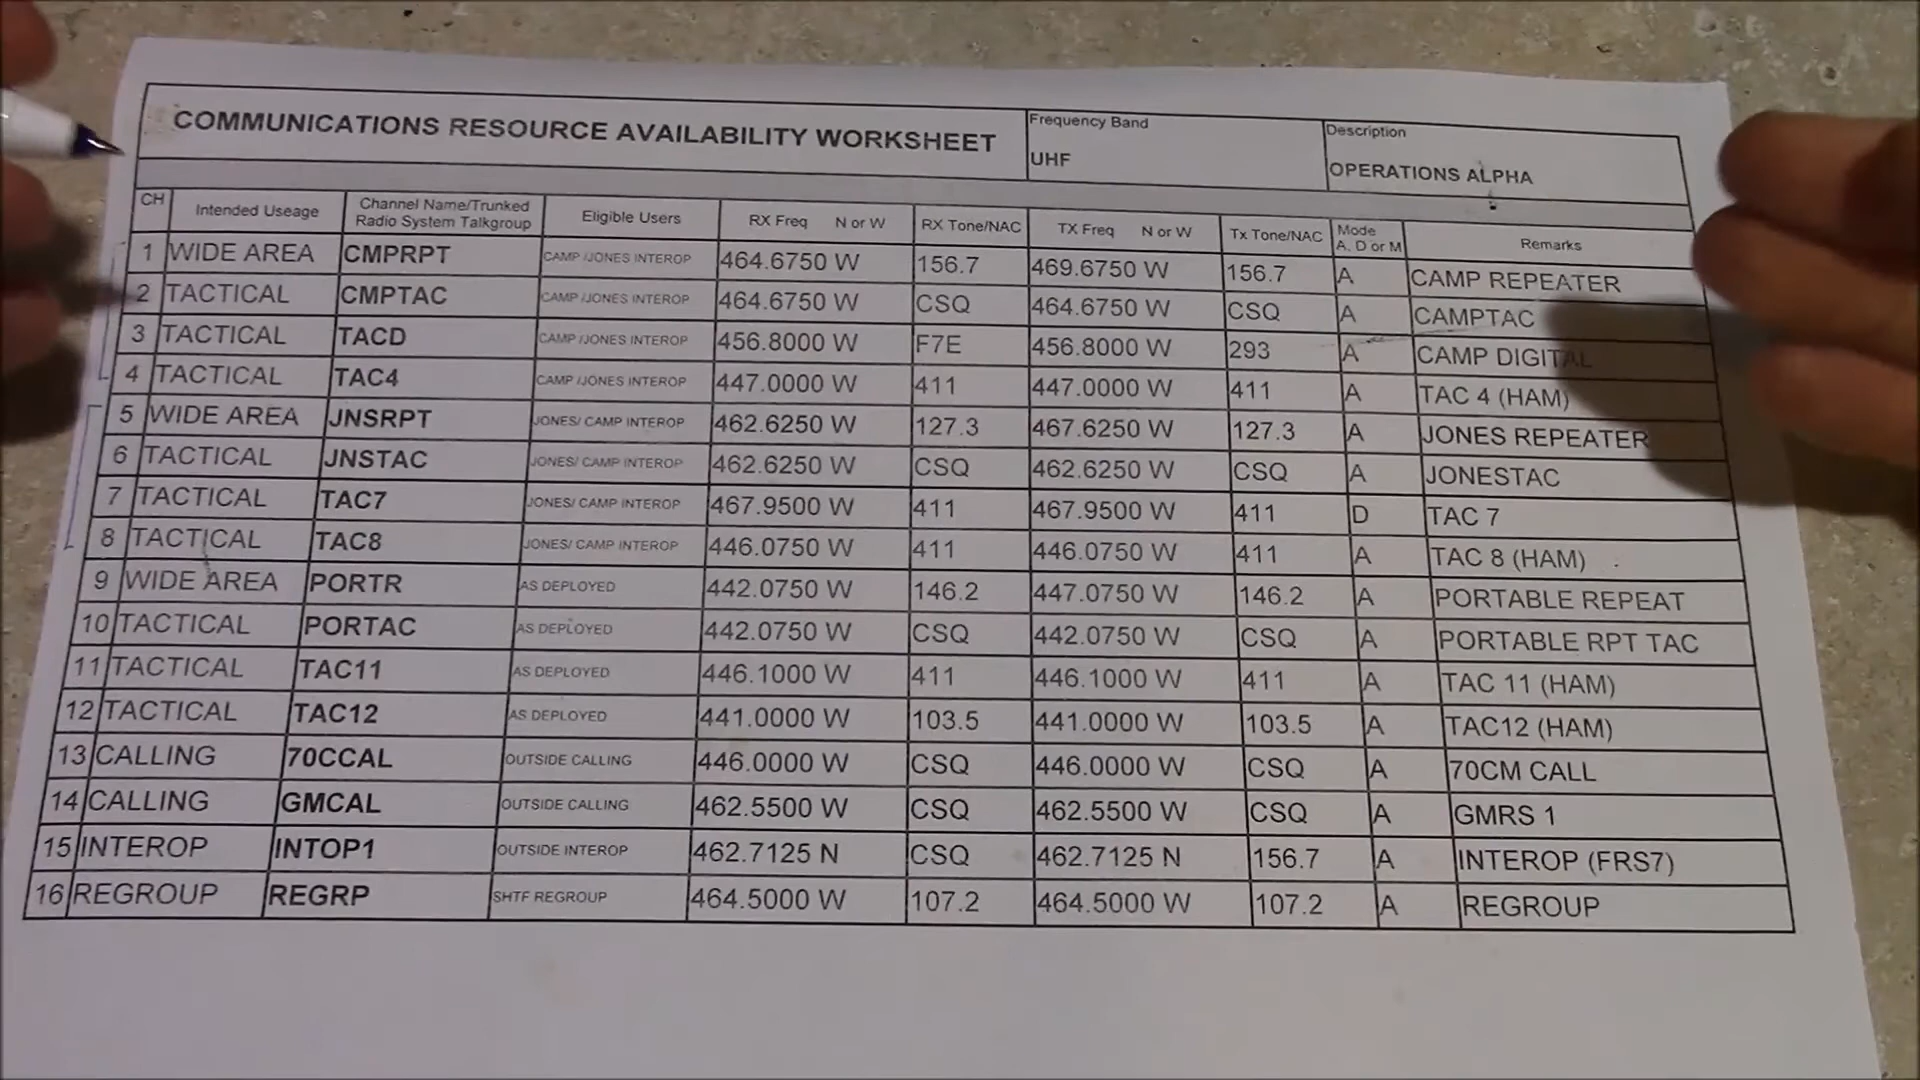 COMMUNICATIONS RESOURCE AVAILABILITY WORKSHEET
Frequency Band
UHF
Description
OPERATIONS ALPHA
CH Intended Useage Channel Name/Trunked Radio System Talkgroup Eligible Users RX Freq N or W RX Tone/NAC TX Freq N or W Tx Tone/NAC Mode A, D or M Remarks
1 WIDE AREA CMPRPT CAMP /JONES INTEROP 464.6750 W 156.7 469.6750 W 156.7 A CAMP REPEATER
2 TACTICAL CMPTAC CAMP /JONES INTEROP 464.6750 W CSQ 464.6750 W CSQ A CAMPTAC
3 TACTICAL TACD CAMP /JONES INTEROP 456.8000 W F7E 456.8000 W 293 A CAMP DIGITAL
4 TACTICAL TAC4 CAMP /JONES INTEROP 447.0000 W 411 447.0000 W 411 A TAC 4 (HAM)
5 WIDE AREA JNSRPT JONES/ CAMP INTEROP 462.6250 W 127.3 467.6250 W 127.3 A JONES REPEATER
6 TACTICAL JNSTAC JONES/ CAMP INTEROP 462.6250 W CSQ 462.6250 W CSQ A JONESTAC
7 TACTICAL TAC7 JONES/ CAMP INTEROP 467.9500 W 411 467.9500 W 411 D TAC 7
8 TACTICAL TAC8 JONES/ CAMP INTEROP 446.0750 W 411 446.0750 W 411 A TAC 8 (HAM)
9 WIDE AREA PORTR AS DEPLOYED 442.0750 W 146.2 447.0750 W 146.2 A PORTABLE REPEAT
10 TACTICAL PORTAC AS DEPLOYED 442.0750 W CSQ 442.0750 W CSQ A PORTABLE RPT TAC
11 TACTICAL TAC11 AS DEPLOYED 446.1000 W 411 446.1000 W 411 A TAC 11 (HAM)
12 TACTICAL TAC12 AS DEPLOYED 441.0000 W 103.5 441.0000 W 103.5 A TAC12 (HAM)
13 CALLING 70CCAL OUTSIDE CALLING 446.0000 W CSQ 446.0000 W CSQ A 70CM CALL
14 CALLING GMCAL OUTSIDE CALLING 462.5500 W CSQ 462.5500 W CSQ A GMRS 1
15 INTEROP INTOP1 OUTSIDE INTEROP 462.7125 N CSQ 462.7125 N 156.7 A INTEROP (FRS7)
16 REGROUP REGRP SHTF REGROUP 464.5000 W 107.2 464.5000 W 107.2 A REGROUP